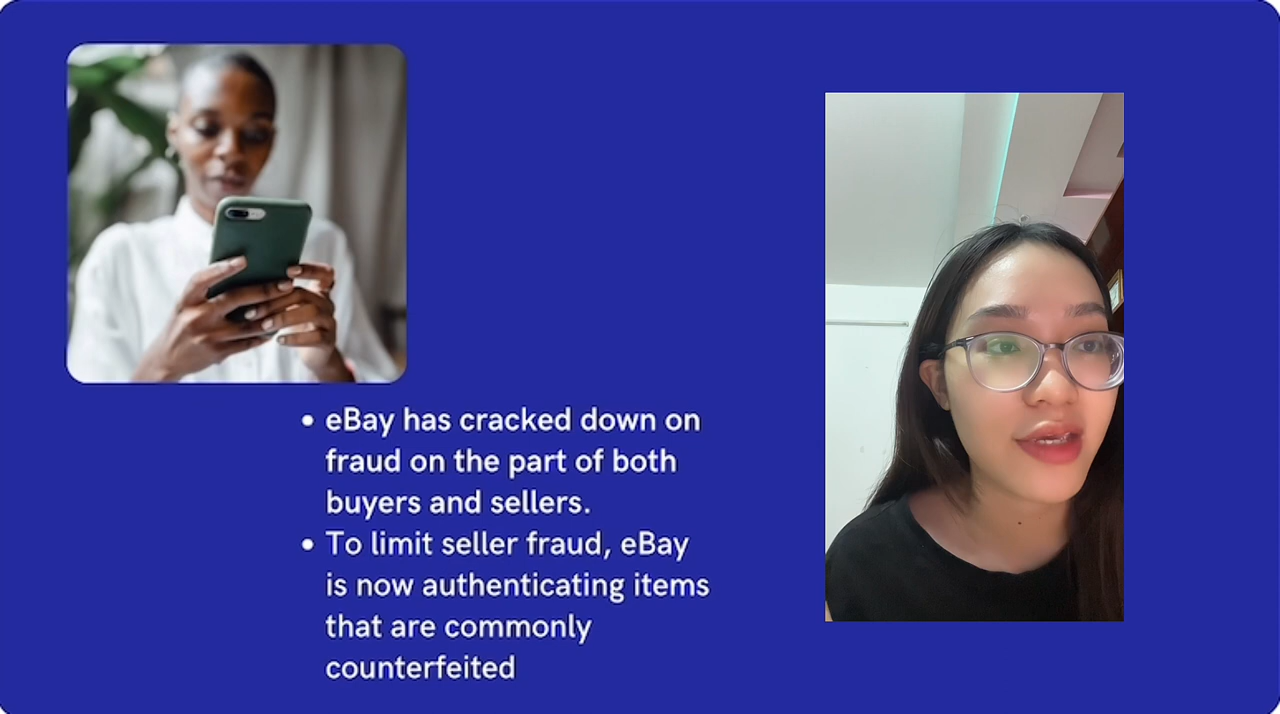 • eBay has cracked down on
fraud on the part of both
buyers and sellers.
• To limit seller fraud, eBay
is now authenticating items
that are commonly
counterfeited